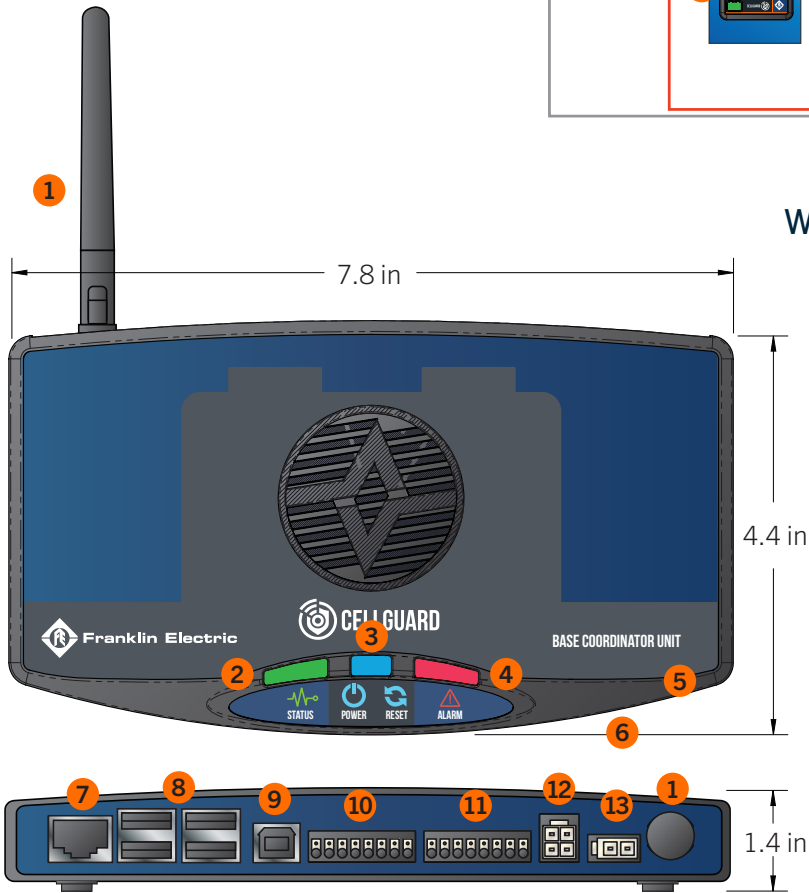 1
W
7.8 in
4.4 in
Franklin Electric
CELLGUARD
BASE COORDINATOR UNIT
2
3
4
5
STATUS
POWER
RESET
ALARM
6
7
8
9
10
11
12
13
1
1.4 in